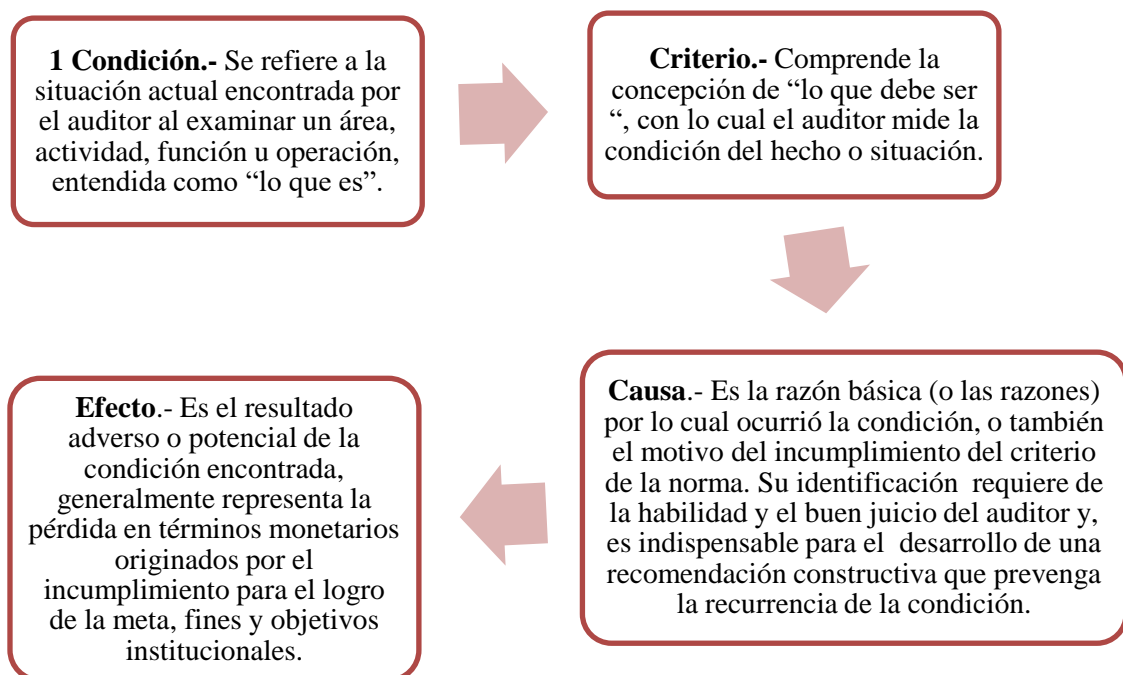 1 Condición.- Se refiere a la
situación actual encontrada por
el auditor al examinar un área,
actividad, función u operación,
entendida como “lo que es”.
Criterio.- Comprende la
concepción de “lo que debe ser
“, con lo cual el auditor mide la
condición del hecho o situación.
Causa.- Es la razón básica (o las razones)
por lo cual ocurrió la condición, o también
el motivo del incumplimiento del criterio
de la norma. Su identificación requiere de
la habilidad y el buen juicio del auditor y,
es indispensable para el desarrollo de una
recomendación constructiva que prevenga
la recurrencia de la condición.
Efecto.- Es el resultado
adverso o potencial de la
condición encontrada,
generalmente representa la
pérdida en términos monetarios
originados por el
incumplimiento para el logro
de la meta, fines y objetivos
institucionales.